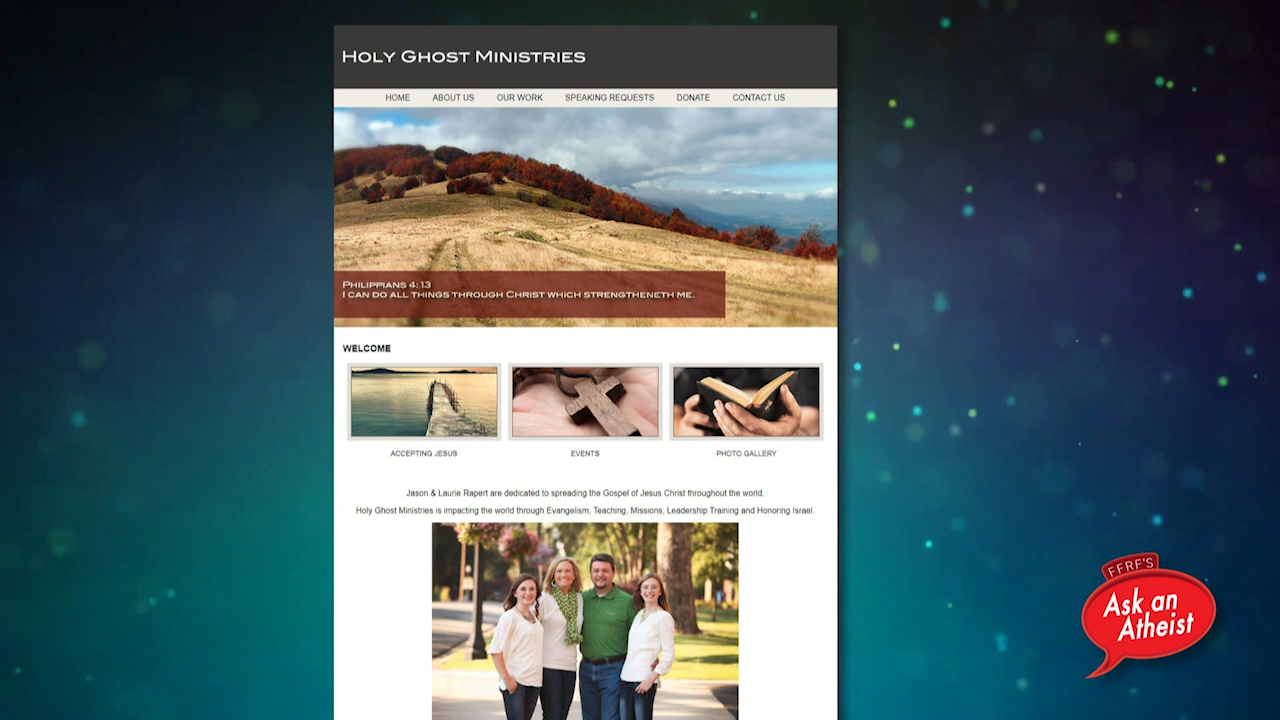 HOLY GHOST MINISTRIES
HOME ABOUT US OUR WORK SPEAKING REQUESTS DONATE CONTACT US
PHILIPPIANS 4: 13
I CAN DO ALL THINGS THROUGH CHRIST WHICH STRENGTHENETH ME.
WELCOME
ACCEPTING JESUS EVENTS PHOTO GALLERY
Jason & Laurie Rapert are dedicated to spreading the Gospel of Jesus Christ throughout the world.
Holy Ghost Ministries is impacting the world through Evangelism, Teaching, Missions, Leadership Training and Honoring Israel.
FFRF'S
Ask an
Atheist